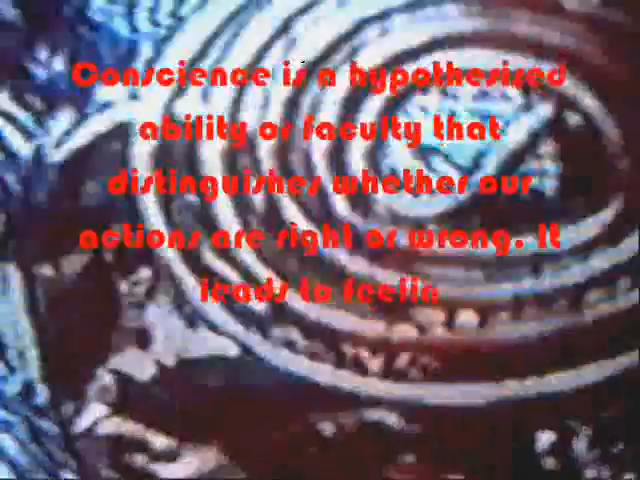 Conscience is a hypothesised
ability or faculty that
distinguishes whether our
actions are right or wrong. It
leads to feelin